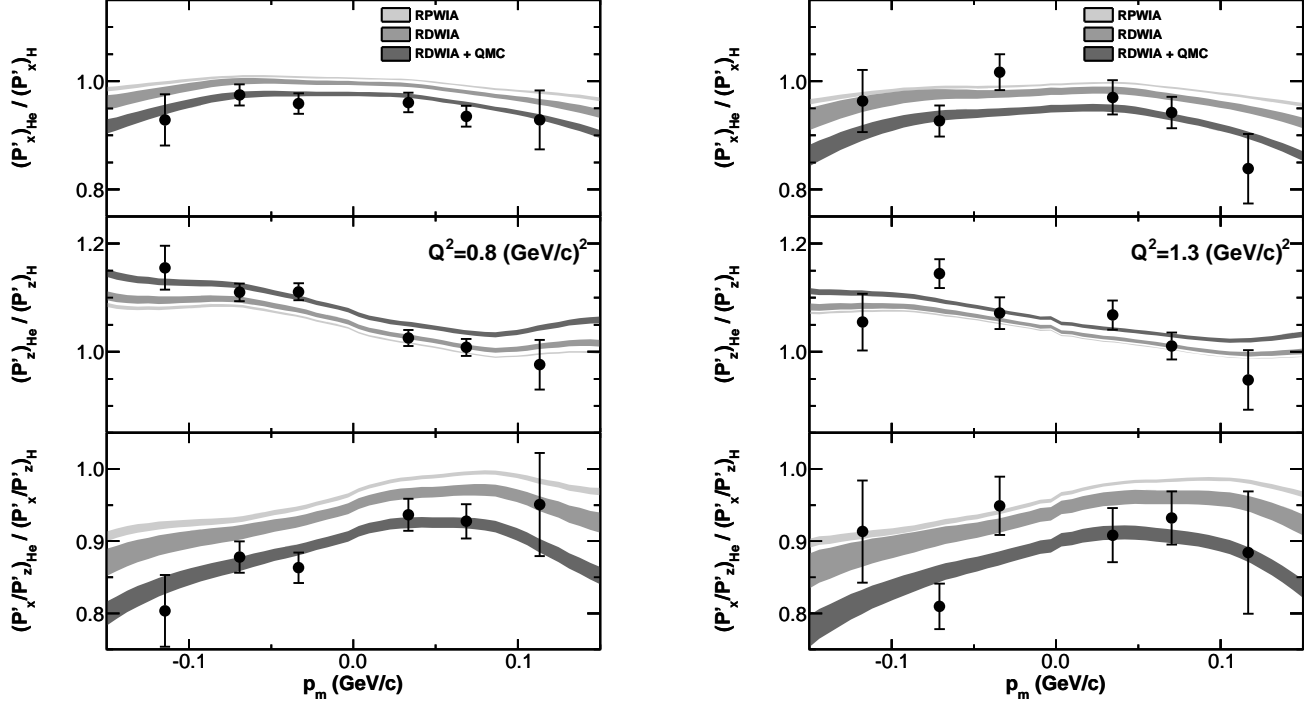 RPWIA
RDWIA
RDWIA + QMC
(P'x)He / (P'x)H
1.0
0.8
Q²=0.8 (GeV/c)²
(P'z)He / (P'z)H
1.2
1.0
(P'x/P'z)He / (P'x/P'z)H
1.0
0.9
0.8
-0.1
0.0
0.1
pm (GeV/c)
RPWIA
RDWIA
RDWIA + QMC
(P'x)He / (P'x)H
1.0
0.8
Q²=1.3 (GeV/c)²
(P'z)He / (P'z)H
1.2
1.0
(P'x/P'z)He / (P'x/P'z)H
1.0
0.9
0.8
-0.1
0.0
0.1
pm (GeV/c)